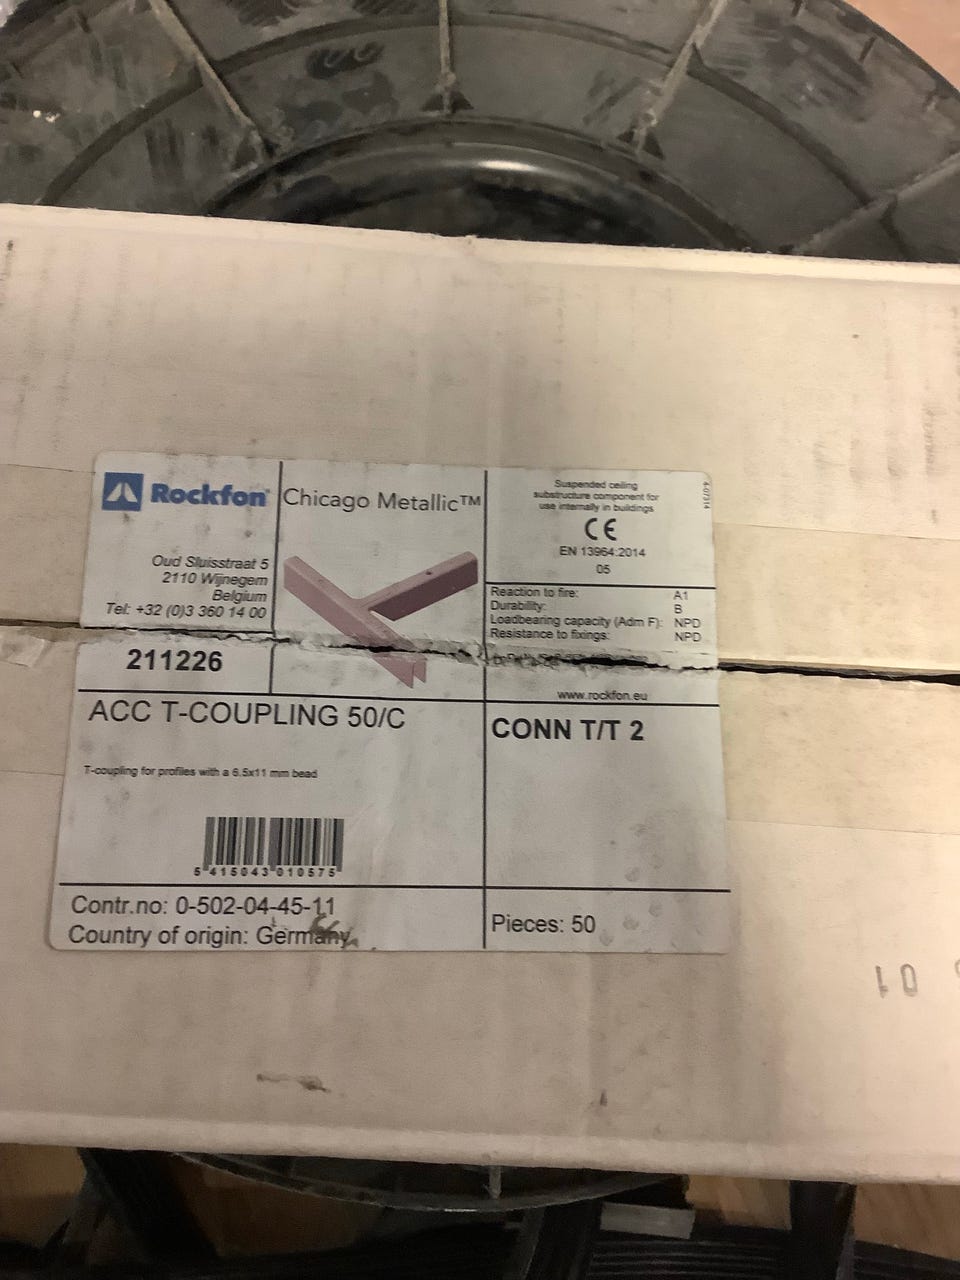 Rockfon
Chicago Metallic™
Oud Sluisstraat 5
2110 Wijnegem
Belgium
Tel: +32 (0)3 360 14 00
Suspended ceiling
substructure component for
use internally in buildings
CE
EN 13964:2014
05
Reaction to fire: A1
Durability: B
Loadbearing capacity (Adm F): NPD
Resistance to fixings: NPD
www.rockfon.eu
211226
ACC T-COUPLING 50/C
CONN T/T 2
T-coupling for profiles with a 6.5x11 mm bead
5 415043 010575
Contr.no: 0-502-04-45-11
Country of origin: Germany
Pieces: 50